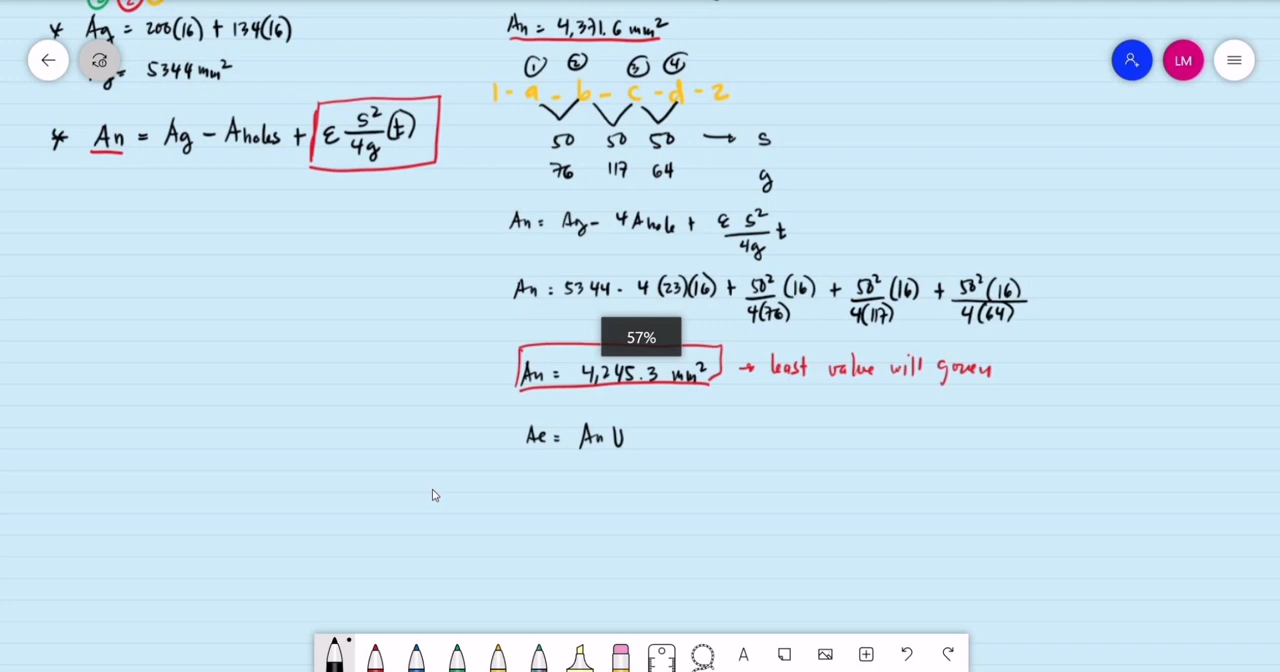 * Ag = 200(16) + 134(16)
= 5344 mm²
* An = Ag - Aholes + Σ s²/4g (t)
An = 4,371.6 mm²
① ② ③ ④
1 - a - b - c - d - 2
50 50 50 → s
76 117 64 g
An = Ag - 4 Ahole + Σ s²/4g t
An = 5344 - 4(23)(16) + 50²/4(76) (16) + 50²/4(117) (16) + 50²(16)/4(64)
57%
An = 4,245.3 mm² → least value will govern
Ae = An U
LM
A